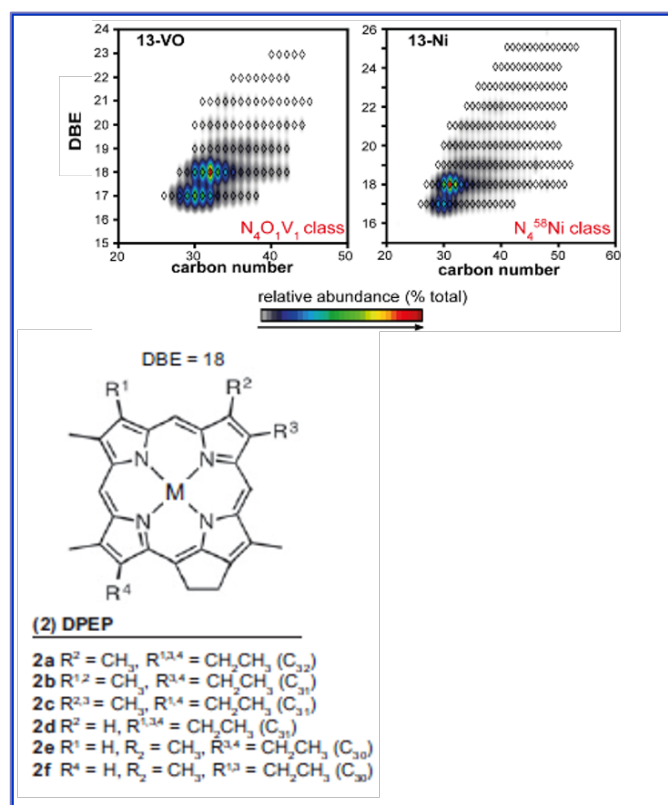 13-VO
DBE
24
23
22
21
20
19
18
17
16
15
20
30
40
50
carbon number
N₄O₁V₁ class
13-Ni
26
24
22
20
18
16
20
30
40
50
60
carbon number
N₄⁵⁸Ni class
relative abundance (% total)
DBE = 18
R¹
R²
R³
N
N
M
N
N
R⁴
(2) DPEP
2a R² = CH₃, R¹,³,⁴ = CH₂CH₃ (C₃₂)
2b R¹,² = CH₃, R³,⁴ = CH₂CH₃ (C₃₁)
2c R²,³ = CH₃, R¹,⁴ = CH₂CH₃ (C₃₁)
2d R² = H, R¹,³,⁴ = CH₂CH₃ (C₃₁)
2e R¹ = H, R₂ = CH₃, R³,⁴ = CH₂CH₃ (C₃₀)
2f R⁴ = H, R₂ = CH₃, R¹,³ = CH₂CH₃ (C₃₀)